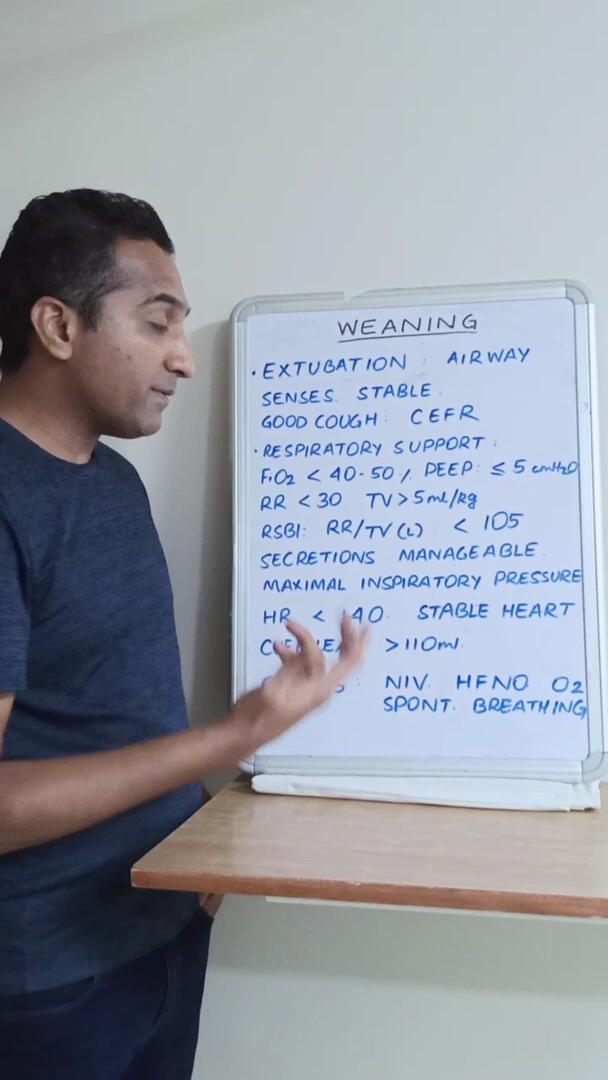 WEANING
· EXTUBATION : AIRWAY
SENSES. STABLE.
GOOD COUGH: CEFR
· RESPIRATORY SUPPORT :
FiO2 < 40-50 % PEEP: ≤ 5 cmH2O
RR < 30 TV > 5ml/kg
RSBI: RR/TV (L) < 105
SECRETIONS MANAGEABLE.
MAXIMAL INSPIRATORY PRESSURE
HR < 140. STABLE HEART
>110ml.
: NIV. HFNO O2
SPONT. BREATHING